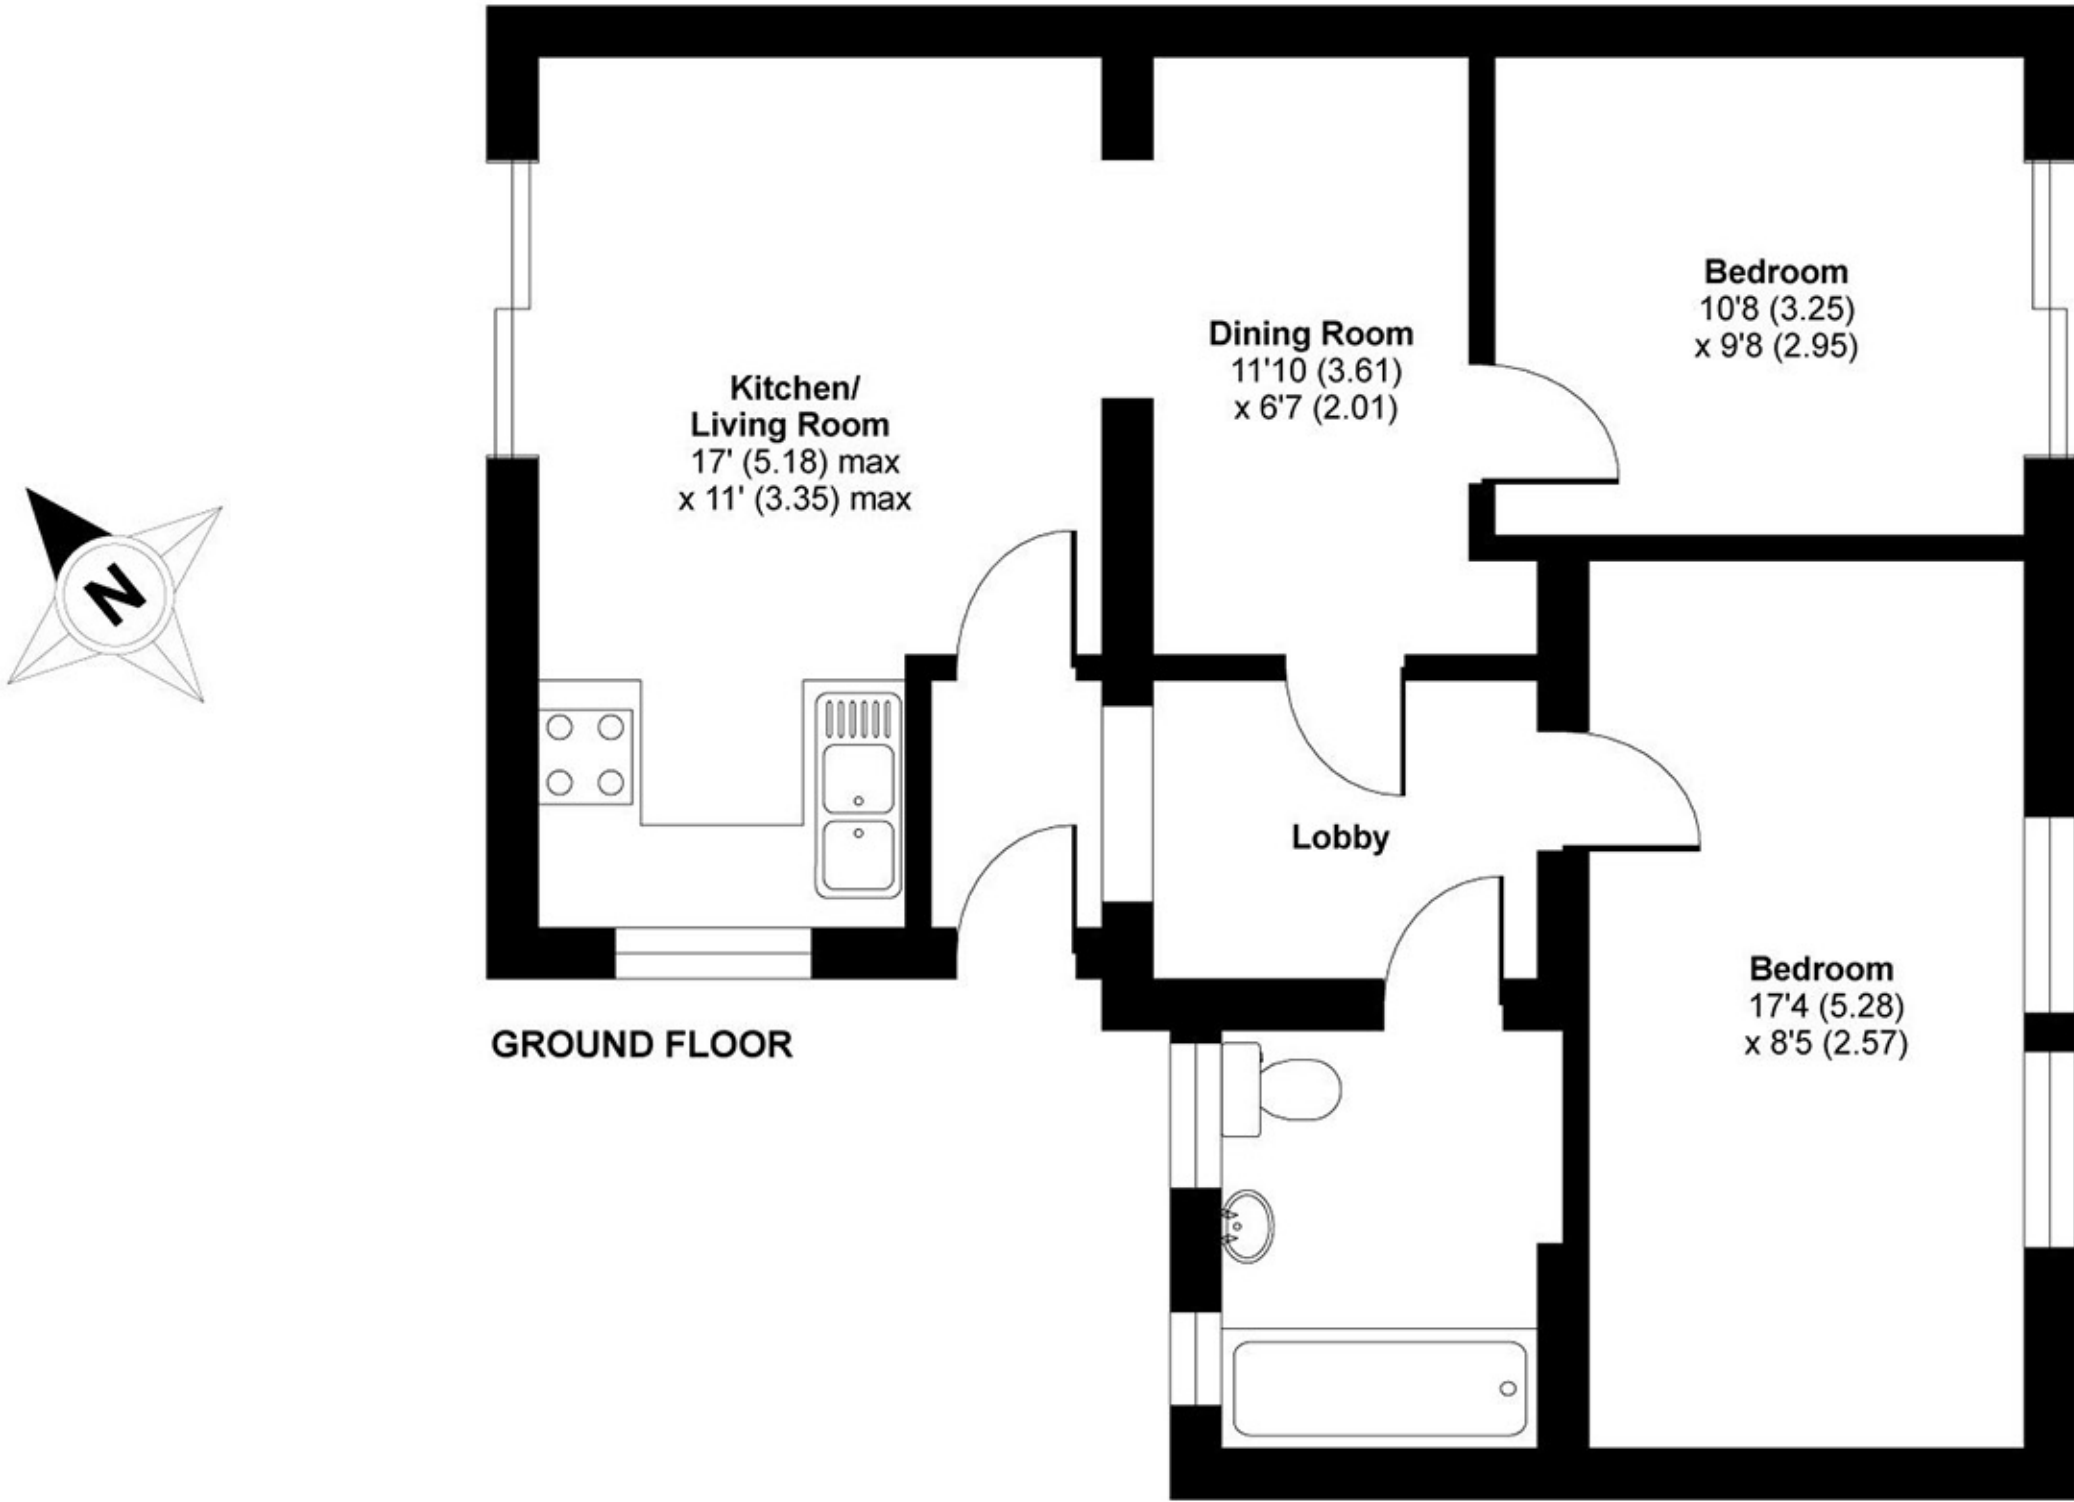 Bedroom
10'8 (3.25)
x 9'8 (2.95)
Dining Room
11'10 (3.61)
x 6'7 (2.01)
Kitchen/
Living Room
17' (5.18) max
x 11' (3.35) max
N
Lobby
Bedroom
17'4 (5.28)
x 8'5 (2.57)
GROUND FLOOR